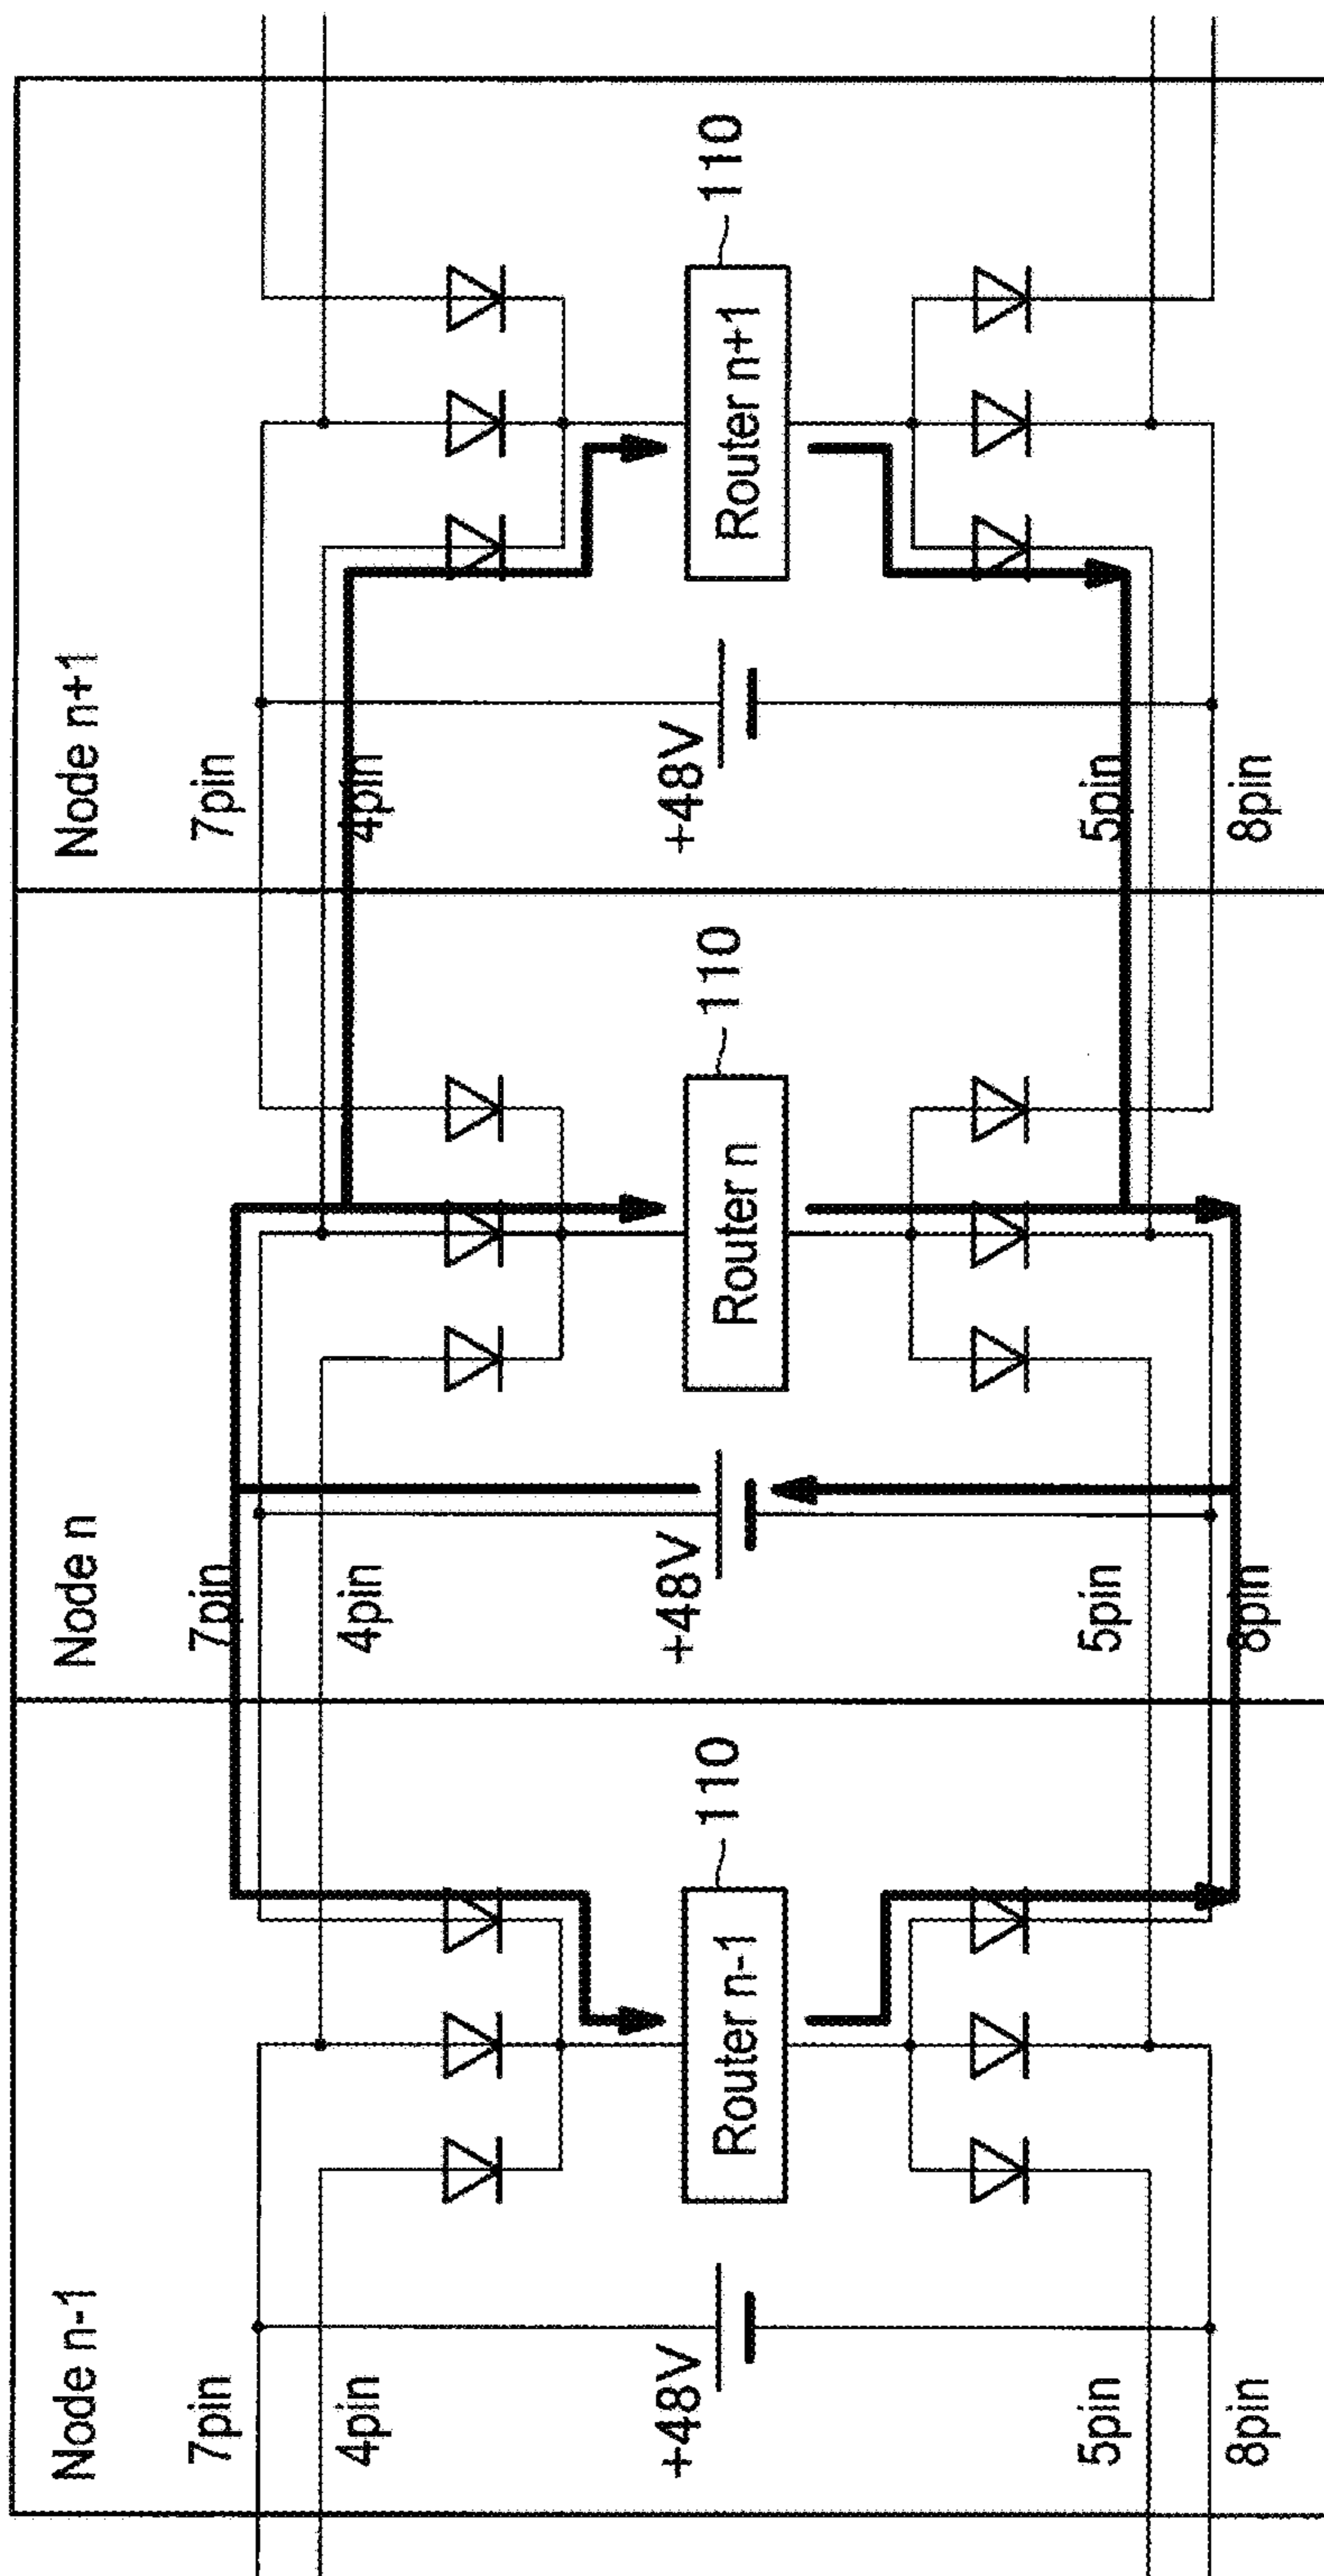 Node n-1
7pin
4pin
+48V
5pin
8pin
Router n-1
110
Node n
7pin
4pin
+48V
5pin
8pin
Router n
110
Node n+1
7pin
4pin
+48V
5pin
8pin
Router n+1
110